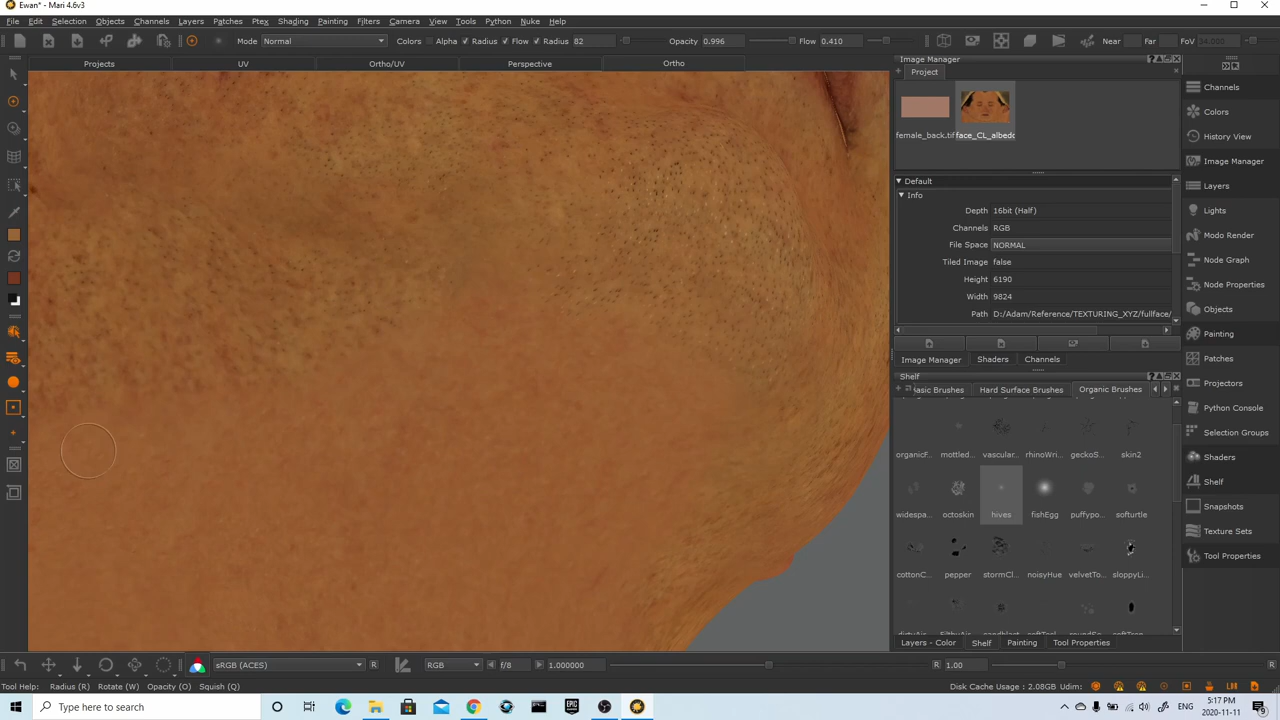 Ewan* - Mari 4.6v3
File Edit Selection Objects Channels Layers Patches Ptex Shading Painting Filters Camera View Tools Python Nuke Help
Mode Normal Colors Alpha Radius Flow Radius 82 Opacity 0.996 Flow 0.410 Near Far FoV 34.000
Projects UV Ortho/UV Perspective Ortho
Image Manager
Project
female_back.tif face_CL_albedo
Default
Info
Depth 16bit (Half)
Channels RGB
File Space NORMAL
Tiled Image false
Height 6190
Width 9824
Path D:/Adam/Reference/TEXTURING_XYZ/fullface/
Image Manager Shaders Channels
Shelf
Basic Brushes Hard Surface Brushes Organic Brushes
organicF... mottled... vascular... rhinoWri... geckoS... skin2
widespa... octoskin hives fishEgg puffypo... softurtle
cottonC... pepper stormCl... noisyHue velvetTo... sloppyLi...
Layers - Color Shelf Painting Tool Properties
Channels
Colors
History View
Image Manager
Layers
Lights
Modo Render
Node Graph
Node Properties
Objects
Painting
Patches
Projectors
Python Console
Selection Groups
Shaders
Shelf
Snapshots
Texture Sets
Tool Properties
sRGB (ACES) R RGB f/8 1.000000 R 1.00 R
Tool Help: Radius (R) Rotate (W) Opacity (O) Squish (Q)
Disk Cache Usage : 2.08GB Udim: LM
Type here to search
ENG 5:17 PM
2020-11-11